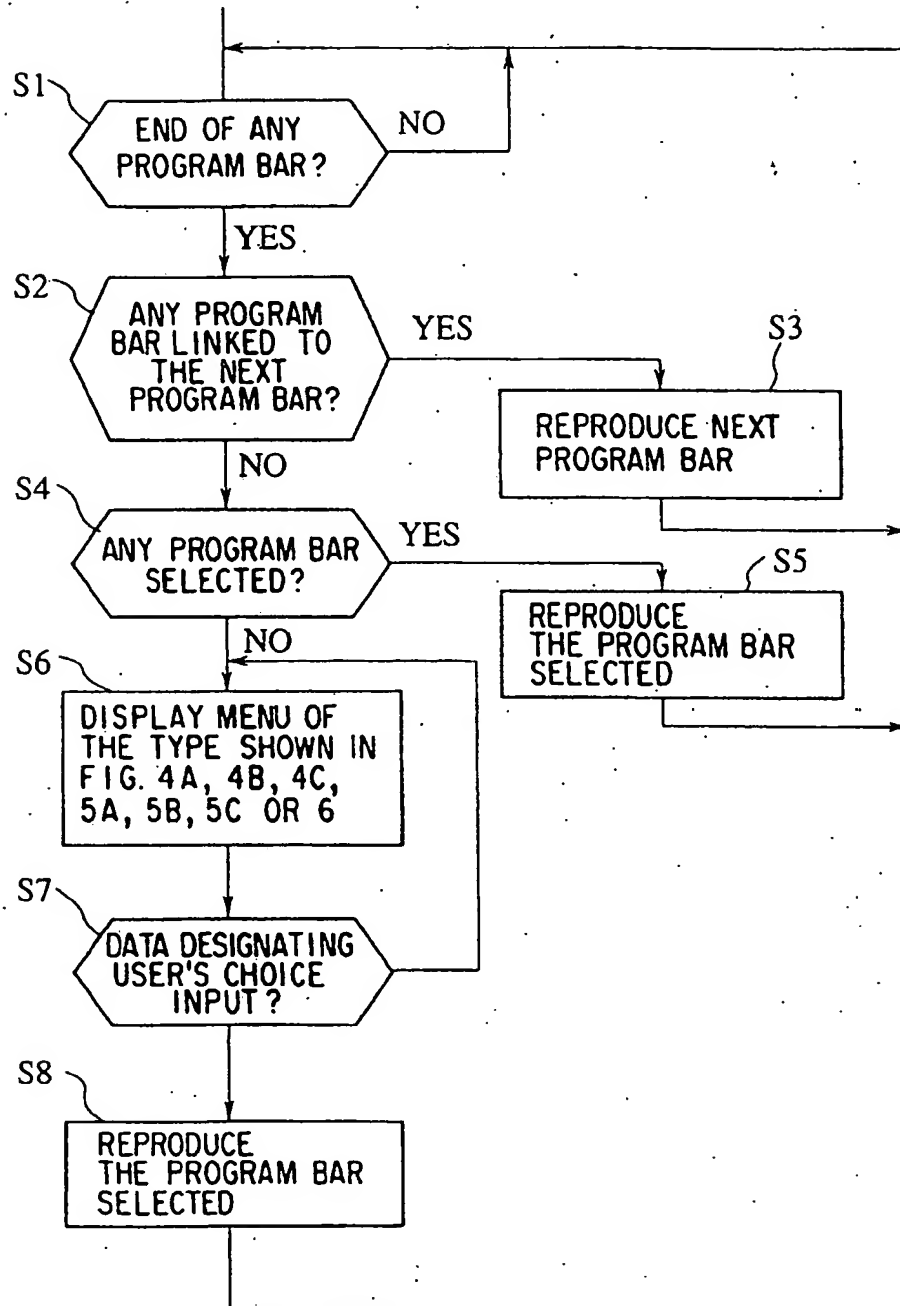 S1
END OF ANY
PROGRAM BAR?
NO
YES
S2
ANY PROGRAM
BAR LINKED TO
THE NEXT
PROGRAM BAR?
YES
S3
REPRODUCE NEXT
PROGRAM BAR
NO
S4
ANY PROGRAM BAR
SELECTED?
YES
S5
REPRODUCE
THE PROGRAM BAR
SELECTED
NO
S6
DISPLAY MENU OF
THE TYPE SHOWN IN
FIG. 4A, 4B, 4C,
5A, 5B, 5C OR 6
S7
DATA DESIGNATING
USER'S CHOICE
INPUT?
S8
REPRODUCE
THE PROGRAM BAR
SELECTED